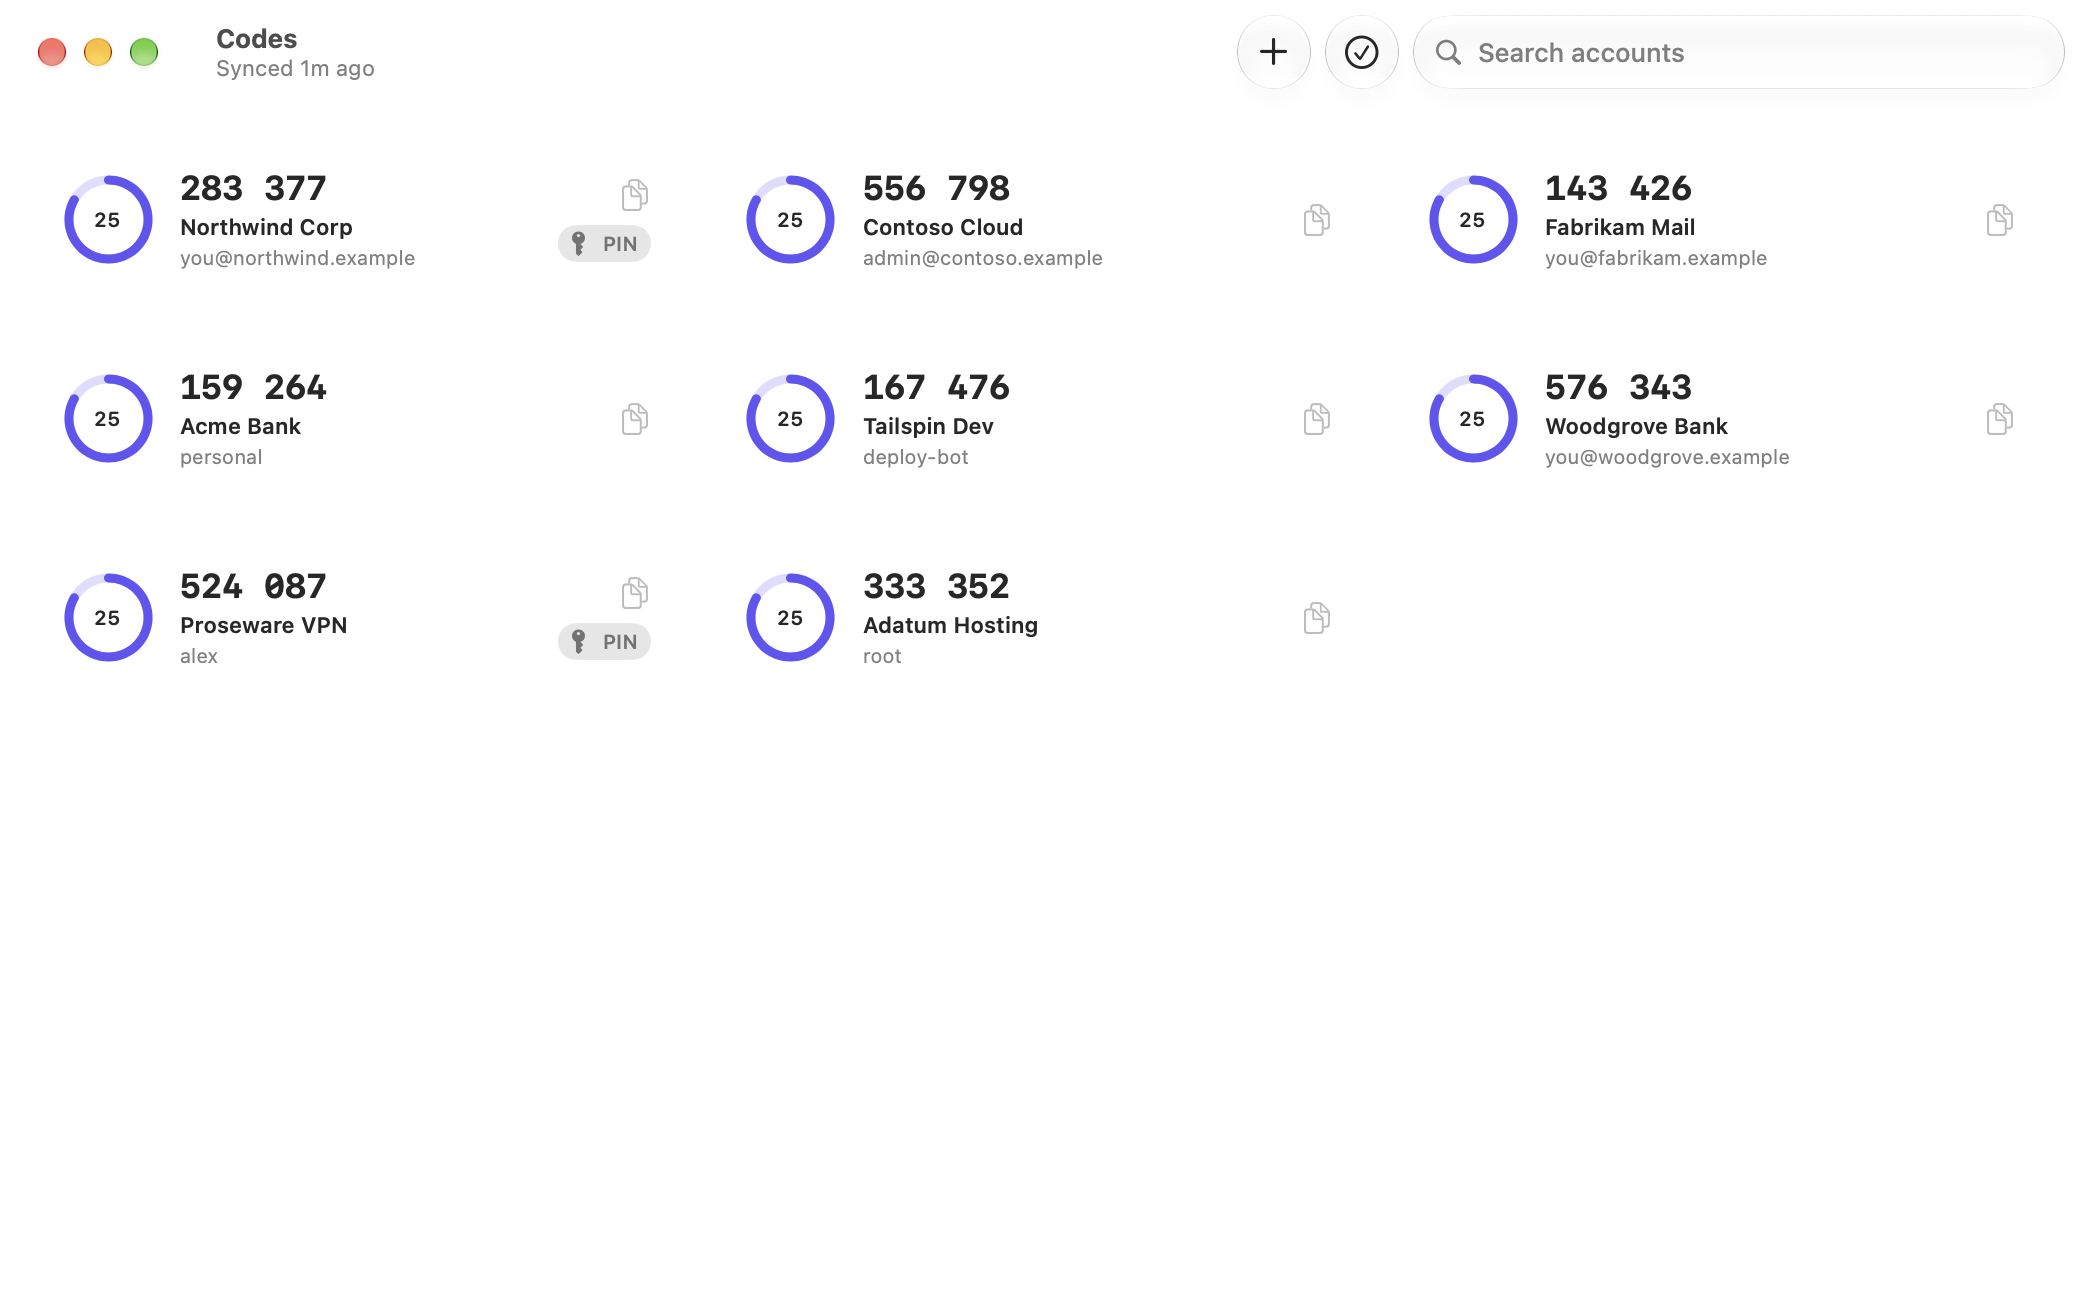 Codes
Synced 1m ago
Search accounts
25
283 377
Northwind Corp
you@northwind.example
PIN
25
556 798
Contoso Cloud
admin@contoso.example
25
143 426
Fabrikam Mail
you@fabrikam.example
25
159 264
Acme Bank
personal
25
167 476
Tailspin Dev
deploy-bot
25
576 343
Woodgrove Bank
you@woodgrove.example
25
524 087
Proseware VPN
alex
PIN
25
333 352
Adatum Hosting
root